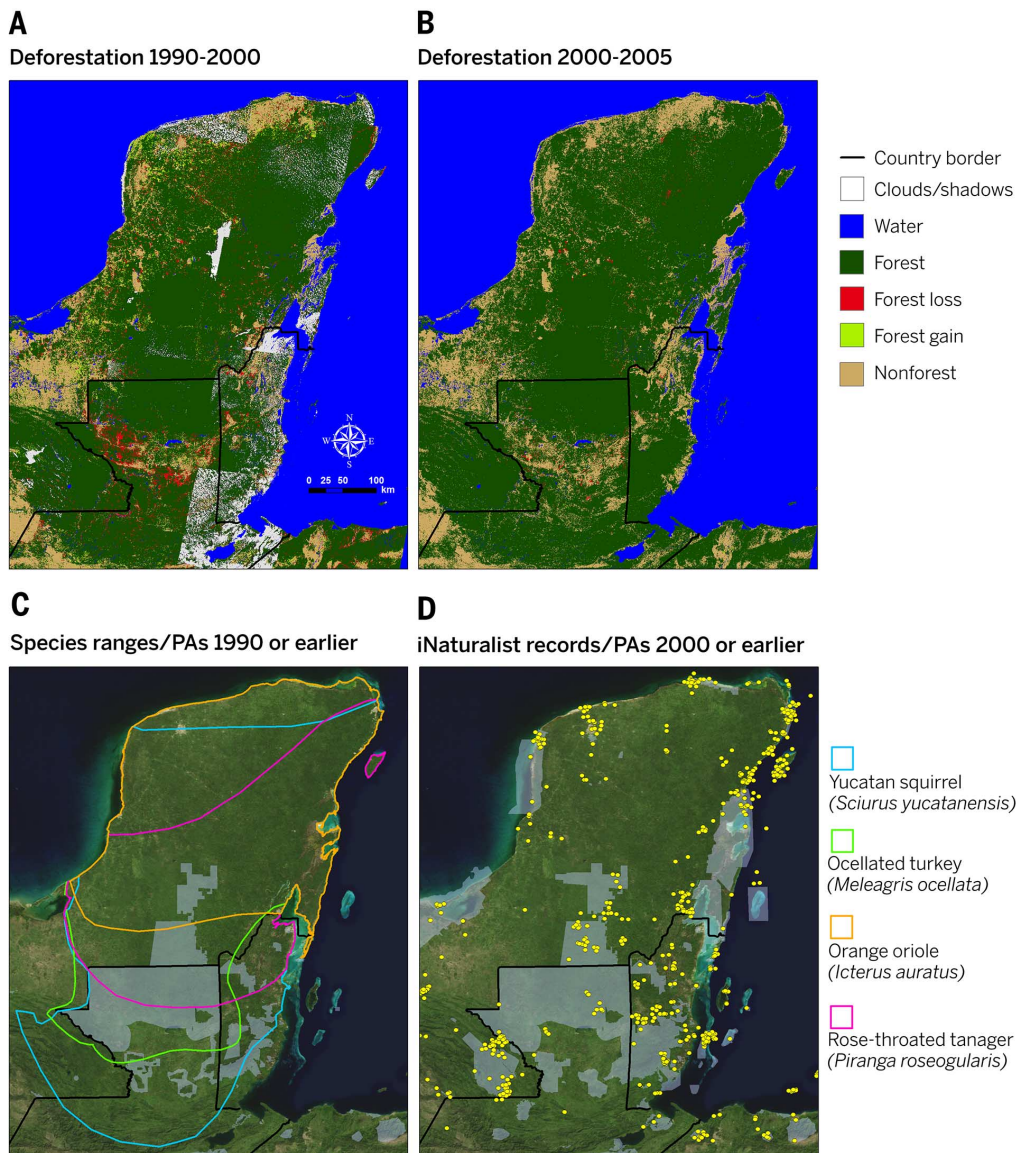 A
Deforestation 1990-2000
B
Deforestation 2000-2005
Country border
Clouds/shadows
Water
Forest
Forest loss
Forest gain
Nonforest
N
W E
S
0 25 50 100
km
C
Species ranges/PAs 1990 or earlier
D
iNaturalist records/PAs 2000 or earlier
Yucatan squirrel
(Sciurus yucatanensis)
Ocellated turkey
(Meleagris ocellata)
Orange oriole
(Icterus auratus)
Rose-throated tanager
(Piranga roseogularis)